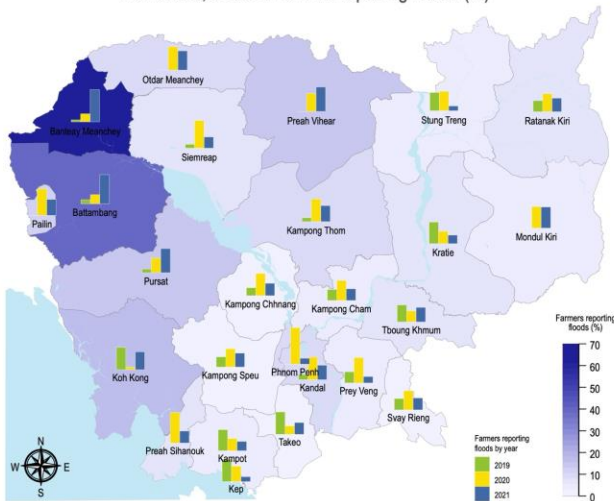 Otdar Meanchey
Banteay Meanchey
Preah Vihear
Stung Treng
Ratanak Kiri
Siemreap
Battambang
Pailin
Kampong Thom
Mondul Kiri
Kratie
Pursat
Kampong Chhnang
Kampong Cham
Tboung Khmum
Farmers reporting
floods (%)
70
60
50
40
30
20
10
0
Koh Kong
Kampong Speu
Phnom Penh
Kandal
Prey Veng
Svay Rieng
Preah Sihanouk
Takeo
Kampot
Kep
N
W
E
S
Farmers reporting
floods by year
2019
2020
2021